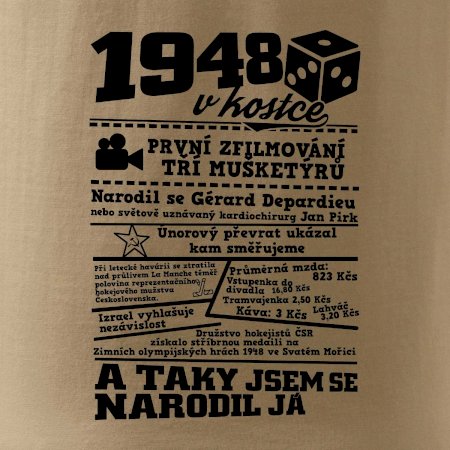 1948
v kostce
PRVNÍ ZFILMOVÁNÍ
TŘÍ MUŠKETÝRŮ
Narodil se Gérard Depardieu
nebo světově uznávaný kardiochirurg Jan Pirk
Únorový převrat ukázal
kam směřujeme
Při letecké havárii se ztratila
nad průlivem La Manche téměř
polovina reprezentačního
hokejového mužstva
Československa.
Průměrná mzda:
823 Kčs
Vstupenka do
divadla 16,80 Kčs
Tramvajenka 2,50 Kčs
Káva: 3 Kčs
Lahváč
3,20 Kčs
Izrael vyhlašuje
nezávislost
Družstvo hokejistů ČSR
získalo stříbrnou medaili na
Zimních olympijských hrách 1948 ve Svatém Mořici
A TAKY JSEM SE
NARODIL JÁ